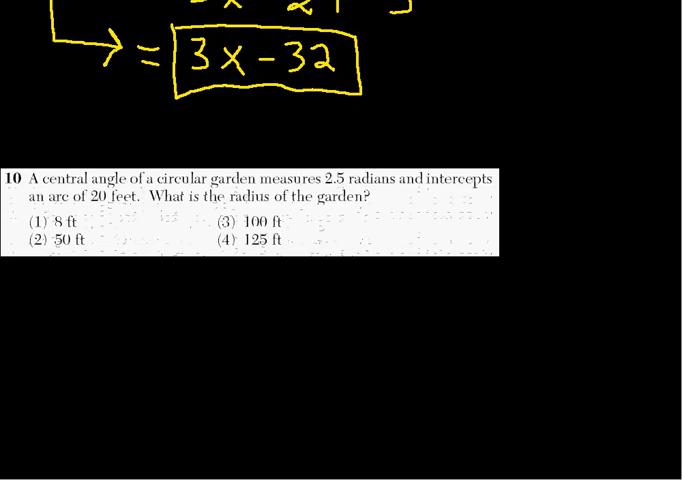 = 3x - 32
10 A central angle of a circular garden measures 2.5 radians and intercepts
an arc of 20 feet. What is the radius of the garden?
(1) 8 ft (3) 100 ft
(2) 50 ft (4) 125 ft